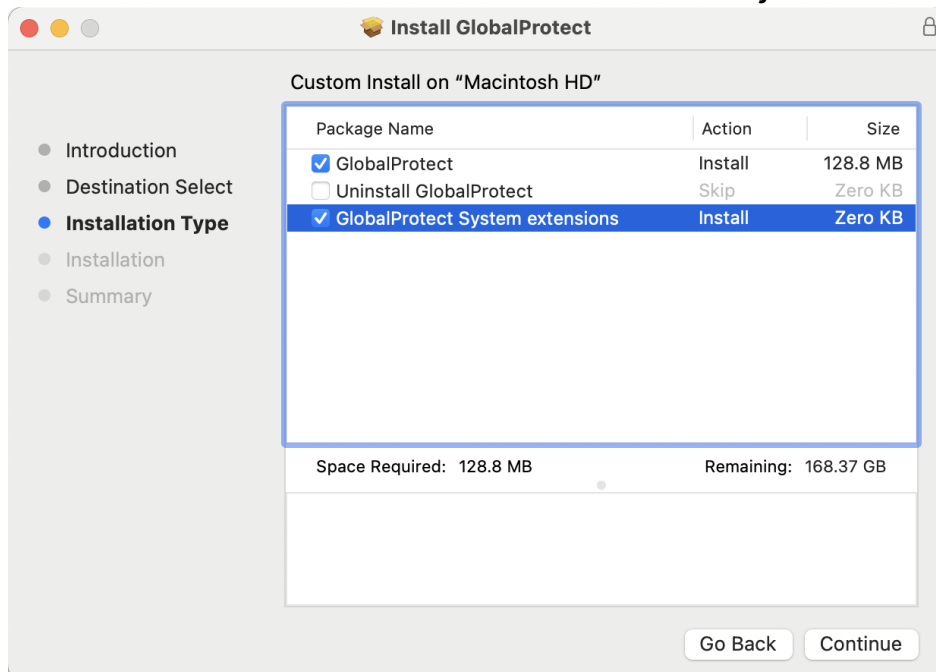 Install GlobalProtect
Custom Install on “Macintosh HD”
Introduction
Destination Select
Installation Type
Installation
Summary
Package Name Action Size
GlobalProtect Install 128.8 MB
Uninstall GlobalProtect Skip Zero KB
GlobalProtect System extensions Install Zero KB
Space Required: 128.8 MB Remaining: 168.37 GB
Go Back Continue